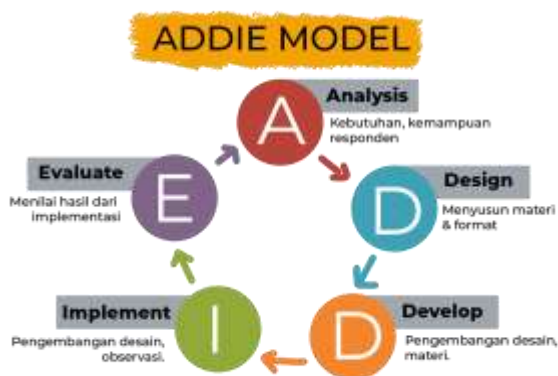 ADDIE MODEL
A
Analysis
Kebutuhan, kemampuan
responden
D
Design
Menyusun materi
& format
D
Develop
Pengembangan desain,
materi.
I
Implement
Pengembangan desain,
observasi.
E
Evaluate
Menilai hasil dari
implementasi